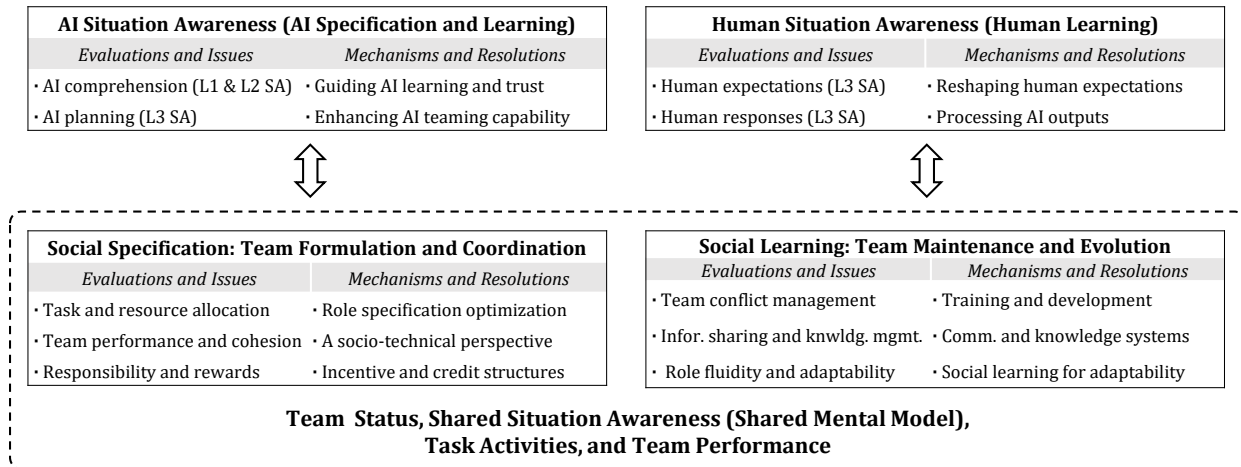 AI Situation Awareness (AI Specification and Learning)
Evaluations and Issues Mechanisms and Resolutions
· AI comprehension (L1 & L2 SA) · Guiding AI learning and trust
· AI planning (L3 SA) · Enhancing AI teaming capability
Human Situation Awareness (Human Learning)
Evaluations and Issues Mechanisms and Resolutions
· Human expectations (L3 SA) · Reshaping human expectations
· Human responses (L3 SA) · Processing AI outputs
Social Specification: Team Formulation and Coordination
Evaluations and Issues Mechanisms and Resolutions
· Task and resource allocation · Role specification optimization
· Team performance and cohesion · A socio-technical perspective
· Responsibility and rewards · Incentive and credit structures
Social Learning: Team Maintenance and Evolution
Evaluations and Issues Mechanisms and Resolutions
· Team conflict management · Training and development
· Infor. sharing and knwldg. mgmt. · Comm. and knowledge systems
· Role fluidity and adaptability · Social learning for adaptability
Team Status, Shared Situation Awareness (Shared Mental Model),
Task Activities, and Team Performance